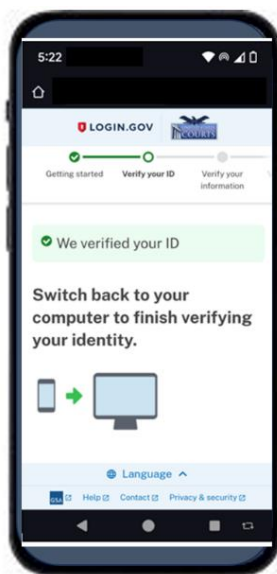 5:22
LOGIN.GOV
COURTS
Getting started
Verify your ID
Verify your
information
We verified your ID
Switch back to your
computer to finish verifying
your identity.
Language
GSA
Help
Contact
Privacy & security